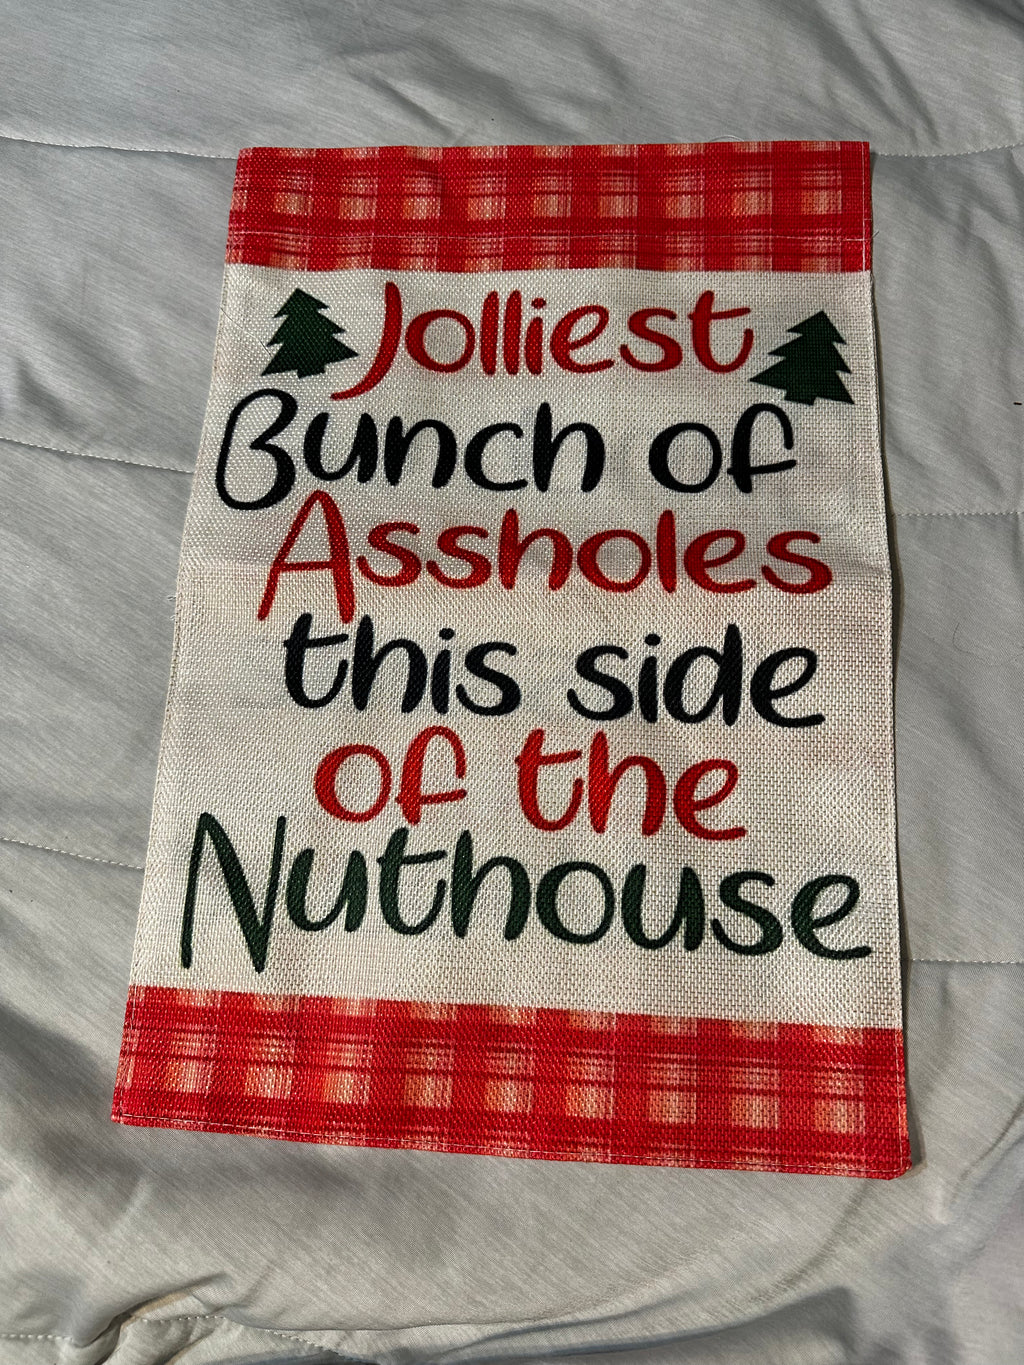 Jolliest
Bunch of
Assholes
this side
of the
Nuthouse